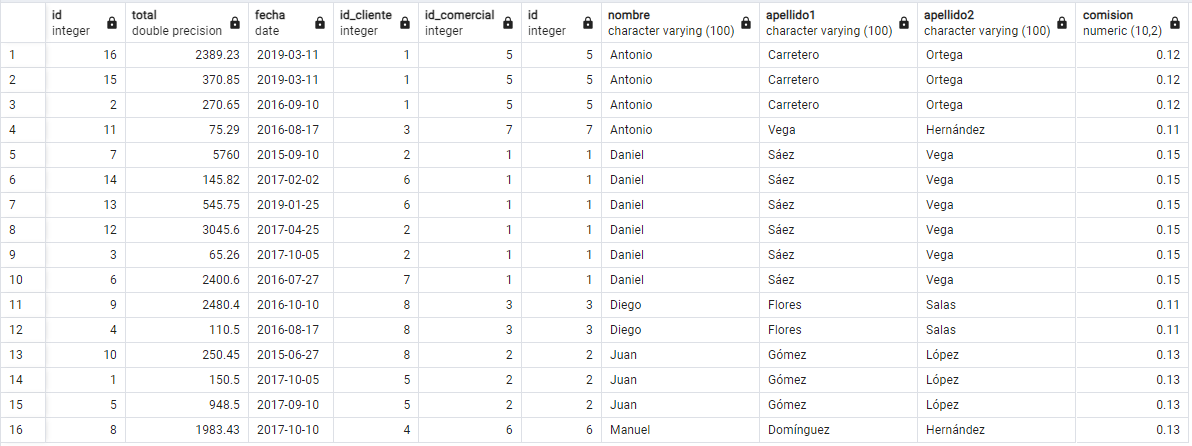 id total fecha id_cliente id_comercial id nombre apellido1 apellido2 comision
integer double precision date integer integer integer character varying (100) character varying (100) character varying (100) numeric (10,2)
1 16 2389.23 2019-03-11 1 5 5 Antonio Carretero Ortega 0.12
2 15 370.85 2019-03-11 1 5 5 Antonio Carretero Ortega 0.12
3 2 270.65 2016-09-10 1 5 5 Antonio Carretero Ortega 0.12
4 11 75.29 2016-08-17 3 7 7 Antonio Vega Hernández 0.11
5 7 5760 2015-09-10 2 1 1 Daniel Sáez Vega 0.15
6 14 145.82 2017-02-02 6 1 1 Daniel Sáez Vega 0.15
7 13 545.75 2019-01-25 6 1 1 Daniel Sáez Vega 0.15
8 12 3045.6 2017-04-25 2 1 1 Daniel Sáez Vega 0.15
9 3 65.26 2017-10-05 2 1 1 Daniel Sáez Vega 0.15
10 6 2400.6 2016-07-27 7 1 1 Daniel Sáez Vega 0.15
11 9 2480.4 2016-10-10 8 3 3 Diego Flores Salas 0.11
12 4 110.5 2016-08-17 8 3 3 Diego Flores Salas 0.11
13 10 250.45 2015-06-27 8 2 2 Juan Gómez López 0.13
14 1 150.5 2017-10-05 5 2 2 Juan Gómez López 0.13
15 5 948.5 2017-09-10 5 2 2 Juan Gómez López 0.13
16 8 1983.43 2017-10-10 4 6 6 Manuel Domínguez Hernández 0.13